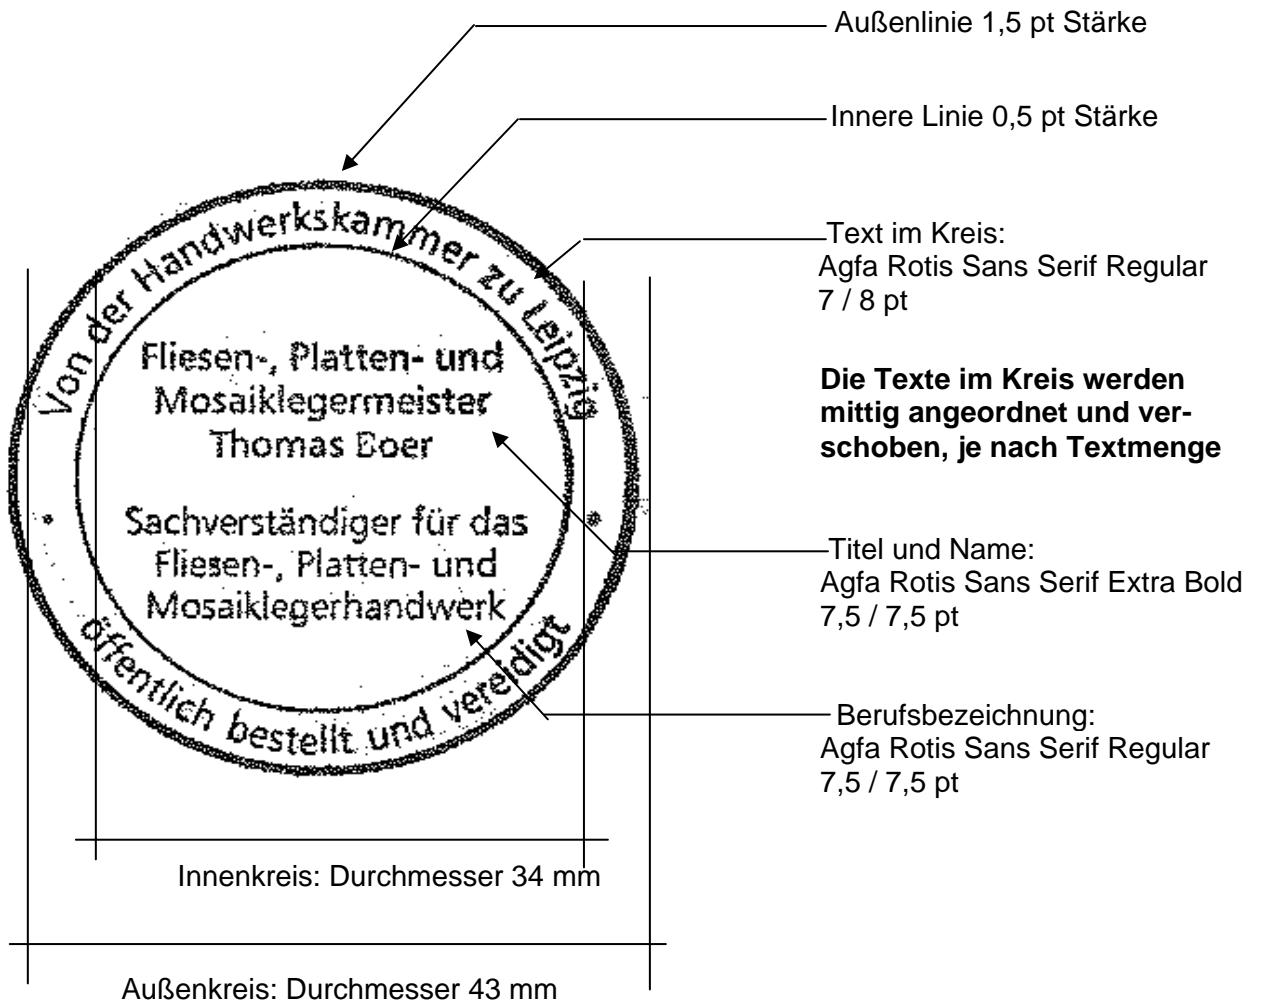 Außenlinie 1,5 pt Stärke
Innere Linie 0,5 pt Stärke
Text im Kreis:
Agfa Rotis Sans Serif Regular
7 / 8 pt
Die Texte im Kreis werden
mittig angeordnet und ver-
schoben, je nach Textmenge
Titel und Name:
Agfa Rotis Sans Serif Extra Bold
7,5 / 7,5 pt
Berufsbezeichnung:
Agfa Rotis Sans Serif Regular
7,5 / 7,5 pt
Von der Handwerkskammer zu Leipzig
Fliesen-, Platten- und
Mosaiklegermeister
Thomas Boer
Sachverständiger für das
Fliesen-, Platten- und
Mosaiklegerhandwerk
öffentlich bestellt und vereidigt
Innenkreis: Durchmesser 34 mm
Außenkreis: Durchmesser 43 mm